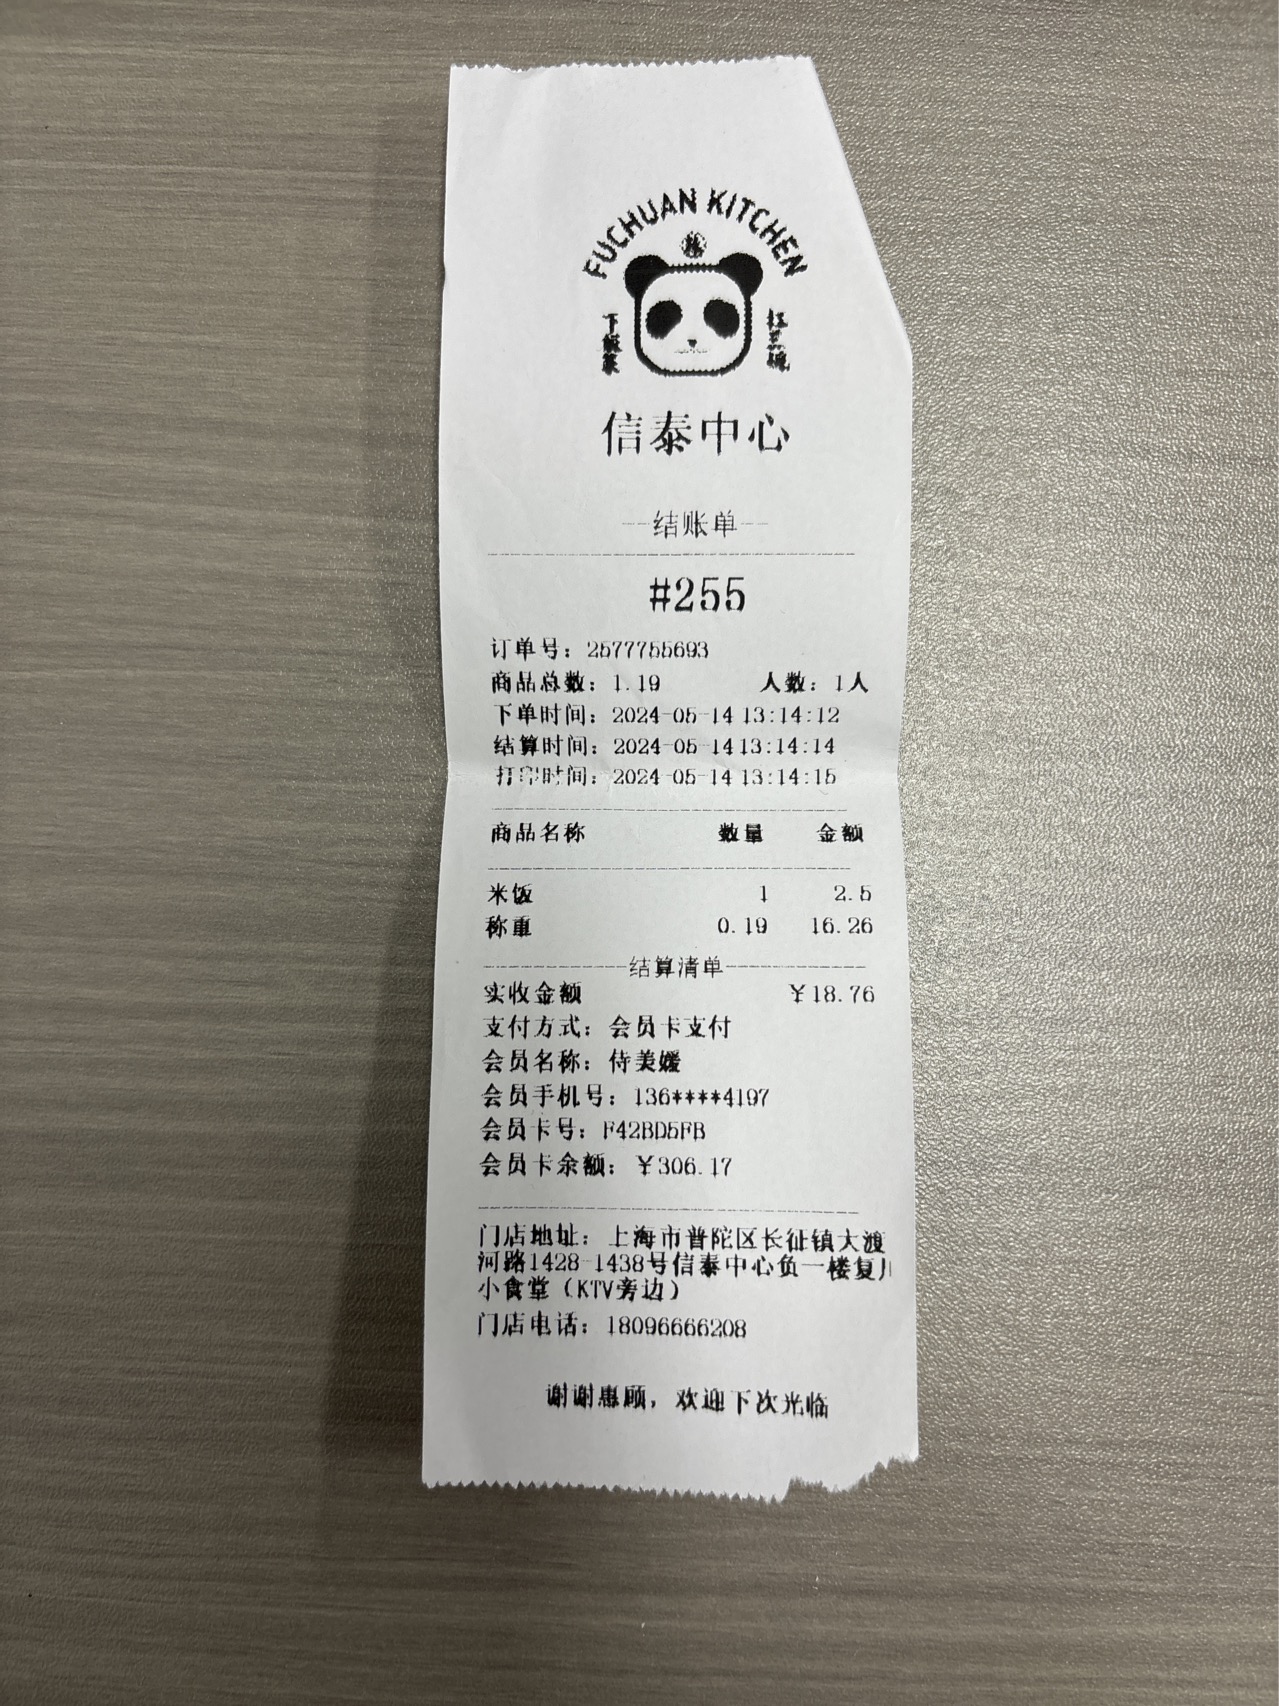 FUCHUAN KITCHEN
下饭菜
信泰中心
--结账单--
#255
订单号：2577755693
商品总数：1.19 人数：1人
下单时间：2024-05-14 13:14:12
结算时间：2024-05-14 13:14:14
打印时间：2024-05-14 13:14:15
商品名称 数量 金额
米饭 1 2.5
称重 0.19 16.26
结算清单
实收金额 ￥18.76
支付方式：会员卡支付
会员名称：侍美媛
会员手机号：136****4197
会员卡号：F42BD5FB
会员卡余额：￥306.17
门店地址：上海市普陀区长征镇大渡
河路1428-1438号信泰中心负一楼复川
小食堂（KTV旁边）
门店电话：18096666208
谢谢惠顾，欢迎下次光临